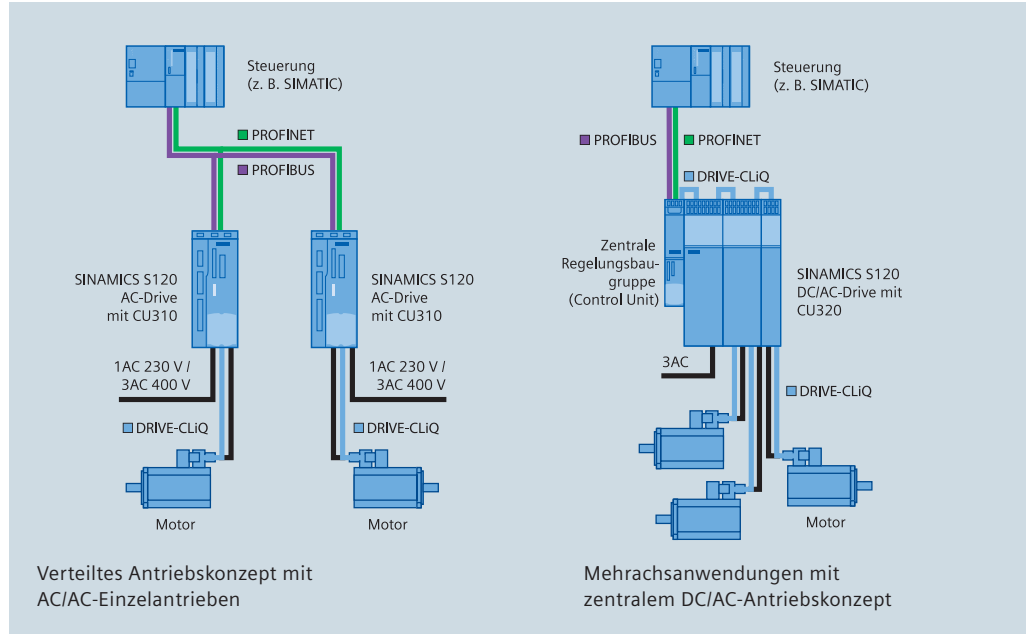 Steuerung
(z. B. SIMATIC)
PROFINET
PROFIBUS
SINAMICS S120
AC-Drive
mit CU310
SINAMICS S120
AC-Drive
mit CU310
1AC 230 V /
3AC 400 V
1AC 230 V /
3AC 400 V
DRIVE-CLiQ
DRIVE-CLiQ
Motor
Motor
Verteiltes Antriebskonzept mit
AC/AC-Einzelantrieben
Steuerung
(z. B. SIMATIC)
PROFIBUS
PROFINET
DRIVE-CLiQ
Zentrale
Regelungsbau-
gruppe
(Control Unit)
SINAMICS S120
DC/AC-Drive mit
CU320
3AC
DRIVE-CLiQ
Motor
Mehrachsanwendungen mit
zentralem DC/AC-Antriebskonzept